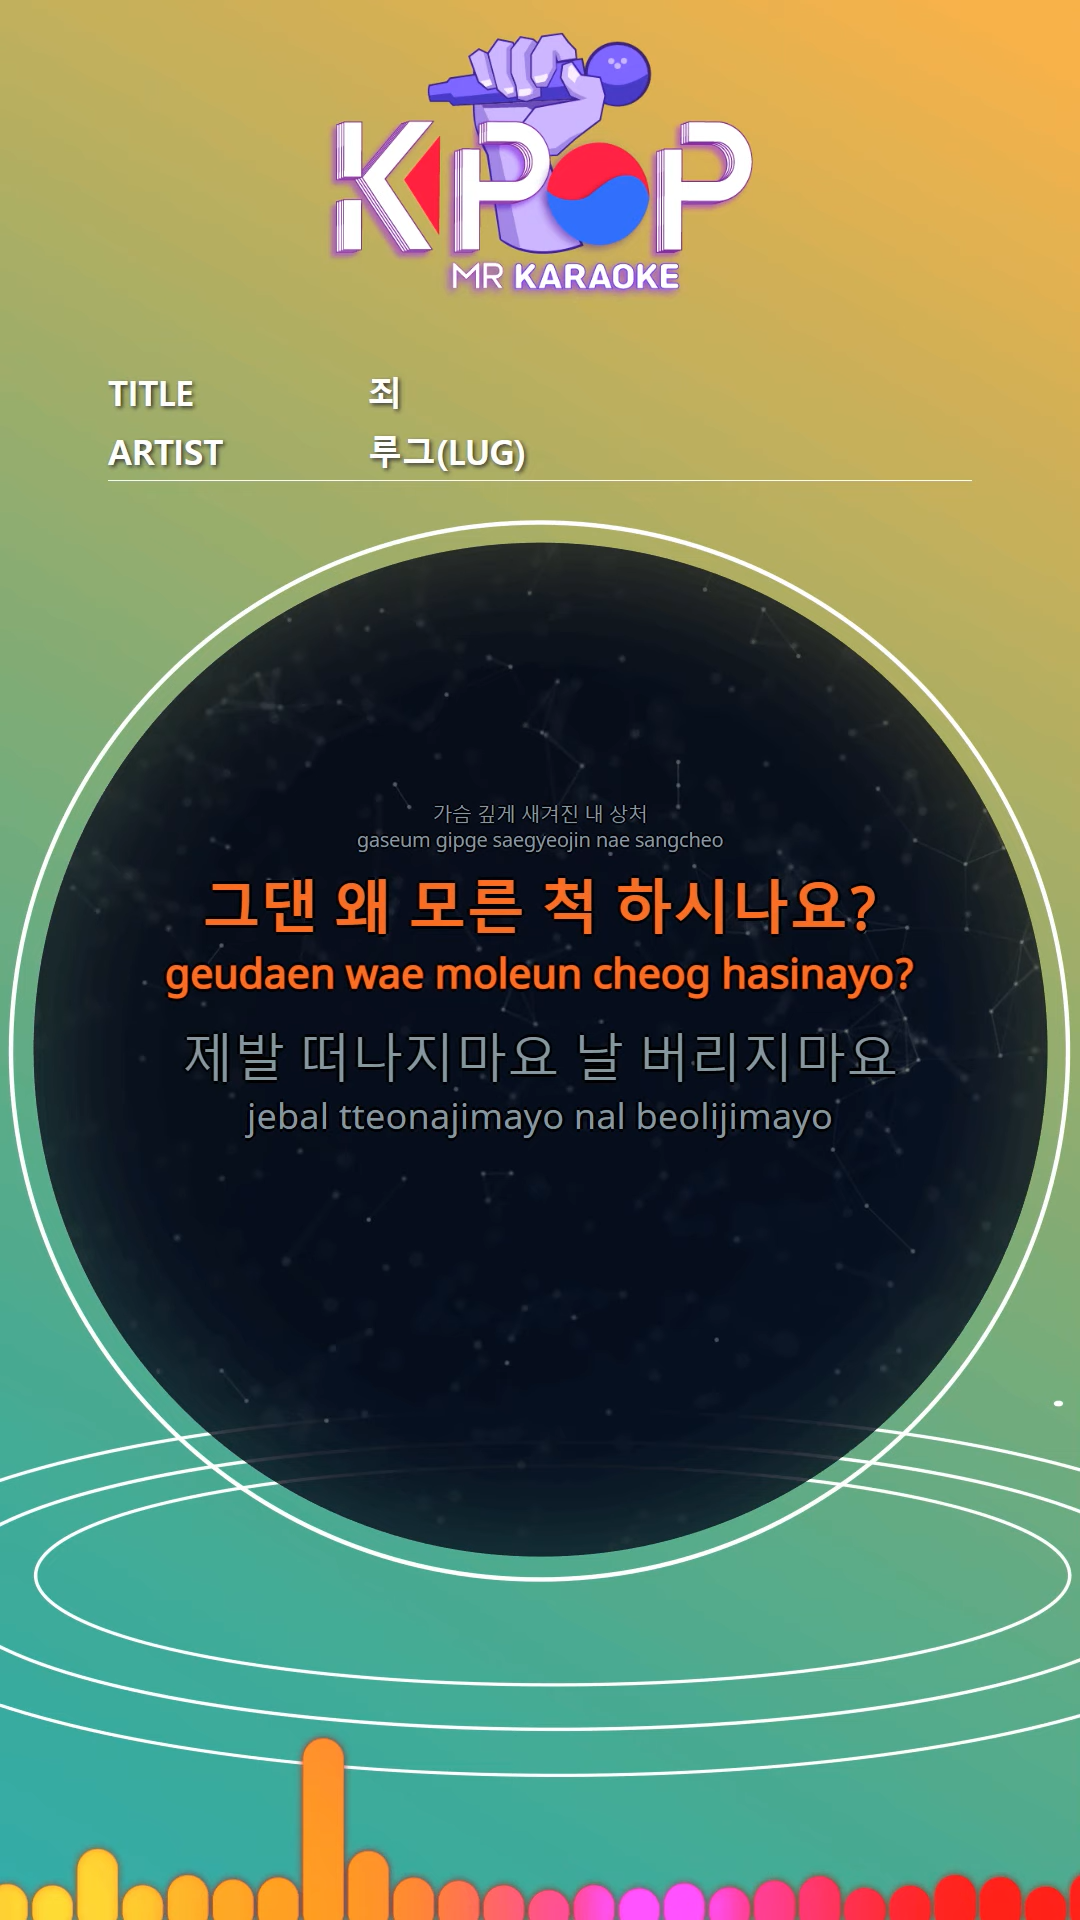 KPOP
MR KARAOKE
TITLE 죄
ARTIST 루그(LUG)
가슴 깊게 새겨진 내 상처
gaseum gipge saegyeojin nae sangcheo
그댄 왜 모른 척 하시나요?
geudaen wae moleun cheog hasinayo?
제발 떠나지마요 날 버리지마요
jebal tteonajimayo nal beolijimayo